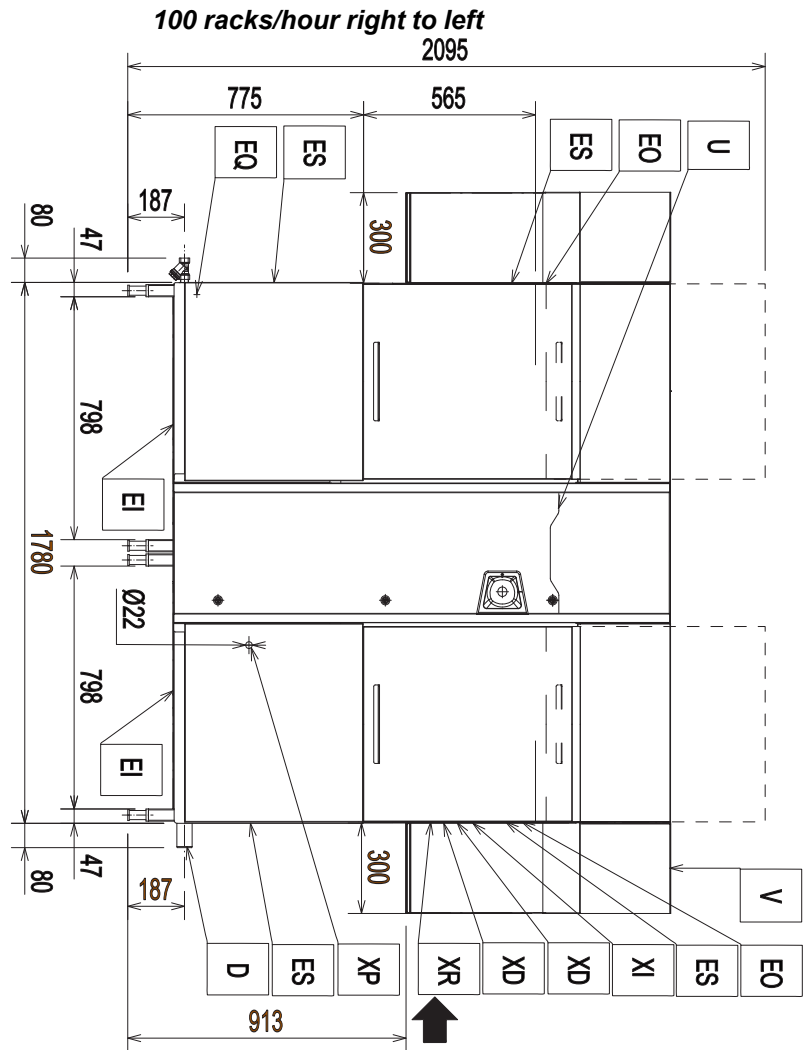 100 racks/hour right to left
2095
775
565
EQ
ES
ES
EO
U
187
80
47
300
798
EI
1780
Ø22
798
EI
300
47
80
187
V
D
ES
XP
XR
XD
XD
XI
ES
EO
913